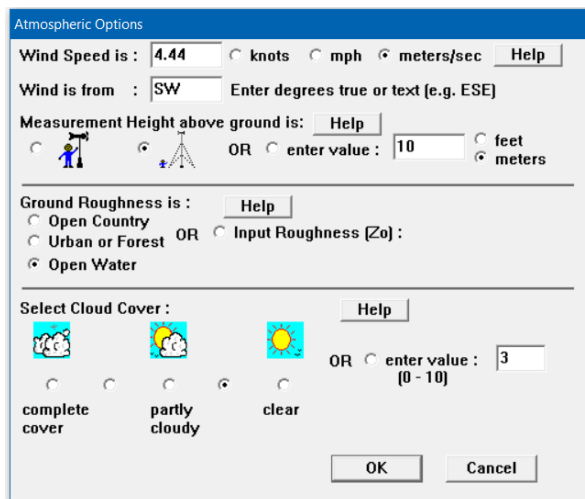 Atmospheric Options
Wind Speed is : 4.44 knots mph meters/sec Help
Wind is from : SW Enter degrees true or text (e.g. ESE)
Measurement Height above ground is: Help
OR enter value : 10 feet
meters
Ground Roughness is : Help
Open Country
Urban or Forest OR Input Roughness (Zo) :
Open Water
Select Cloud Cover : Help
OR enter value : 3
(0 - 10)
complete cover partly cloudy clear
OK Cancel